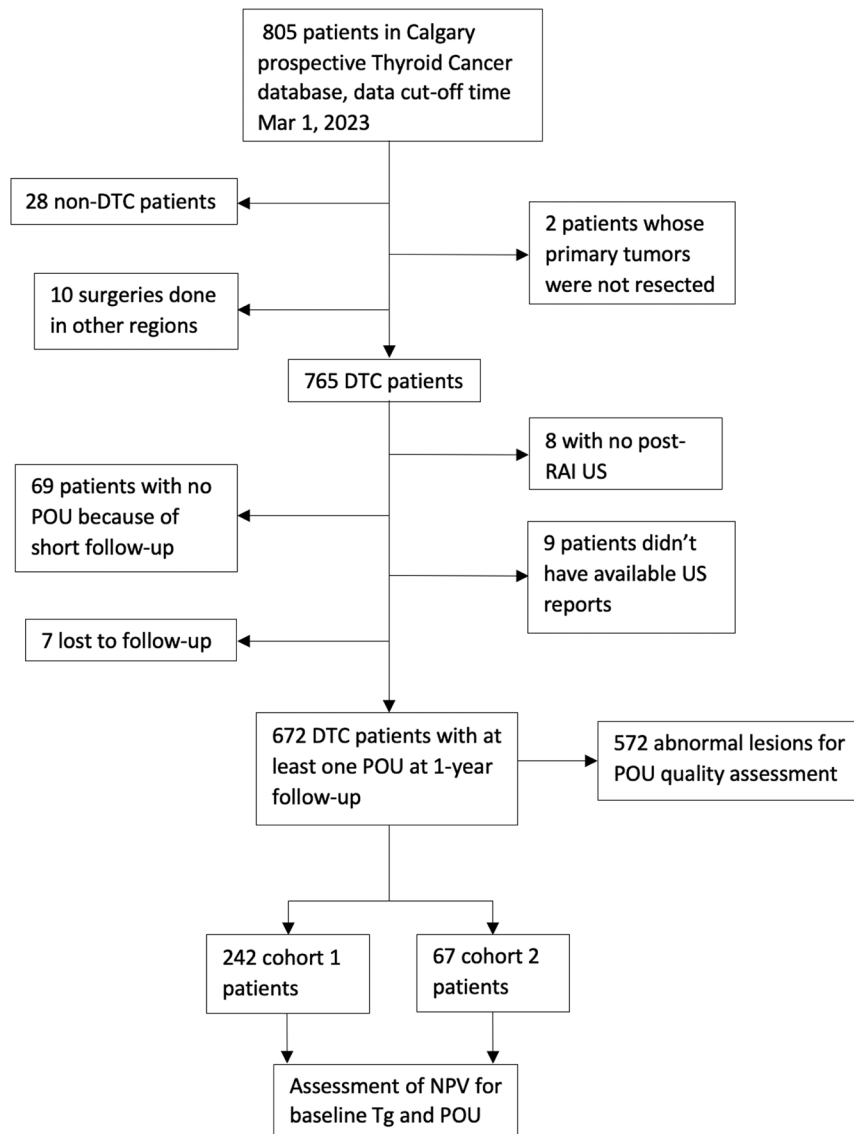 805 patients in Calgary
prospective Thyroid Cancer
database, data cut-off time
Mar 1, 2023
28 non-DTC patients
2 patients whose
primary tumors
were not resected
10 surgeries done
in other regions
765 DTC patients
8 with no post-
RAI US
69 patients with no
POU because of
short follow-up
9 patients didn’t
have available US
reports
7 lost to follow-up
672 DTC patients with at
least one POU at 1-year
follow-up
572 abnormal lesions for
POU quality assessment
242 cohort 1
patients
67 cohort 2
patients
Assessment of NPV for
baseline Tg and POU